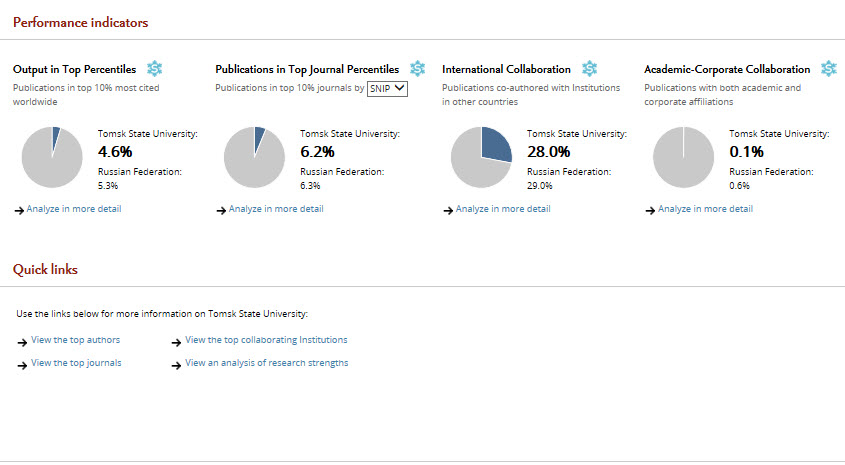 Performance indicators
Output in Top Percentiles
Publications in top 10% most cited
worldwide
Tomsk State University:
4.6%
Russian Federation:
5.3%
Analyze in more detail
Publications in Top Journal Percentiles
Publications in top 10% journals by SNIP
Tomsk State University:
6.2%
Russian Federation:
6.3%
Analyze in more detail
International Collaboration
Publications co-authored with Institutions
in other countries
Tomsk State University:
28.0%
Russian Federation:
29.0%
Analyze in more detail
Academic-Corporate Collaboration
Publications with both academic and
corporate affiliations
Tomsk State University:
0.1%
Russian Federation:
0.6%
Analyze in more detail
Quick links
Use the links below for more information on Tomsk State University:
View the top authors
View the top collaborating Institutions
View the top journals
View an analysis of research strengths